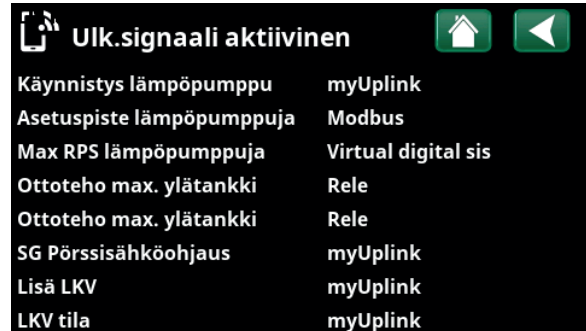 Ulk.signaali aktiivinen
Käynnistys lämpöpumppu myUplink
Asetuspiste lämpöpumppuja Modbus
Max RPS lämpöpumppuja Virtual digital sis
Ottoteho max. ylätankki Rele
Ottoteho max. ylätankki Rele
SG Pörssisähköohjaus myUplink
Lisä LKV myUplink
LKV tila myUplink